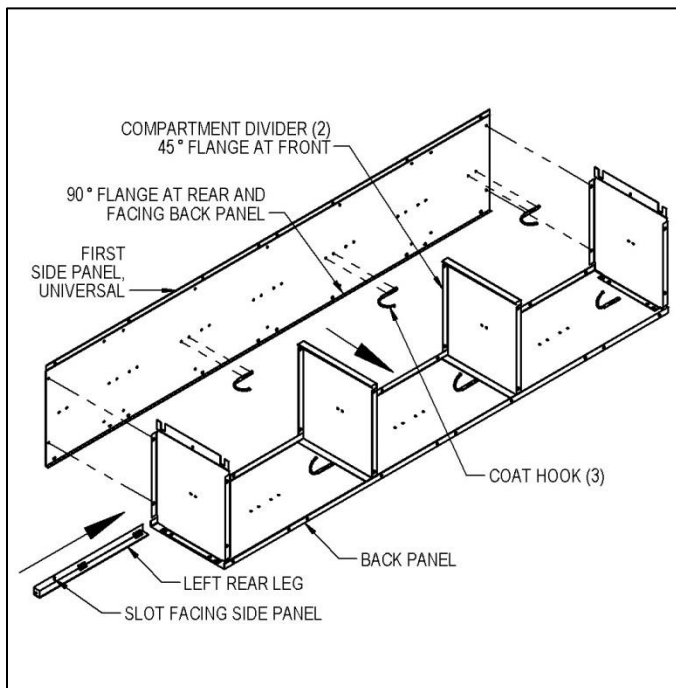 COMPARTMENT DIVIDER (2)
45° FLANGE AT FRONT
90° FLANGE AT REAR AND
FACING BACK PANEL
FIRST
SIDE PANEL,
UNIVERSAL
COAT HOOK (3)
BACK PANEL
LEFT REAR LEG
SLOT FACING SIDE PANEL